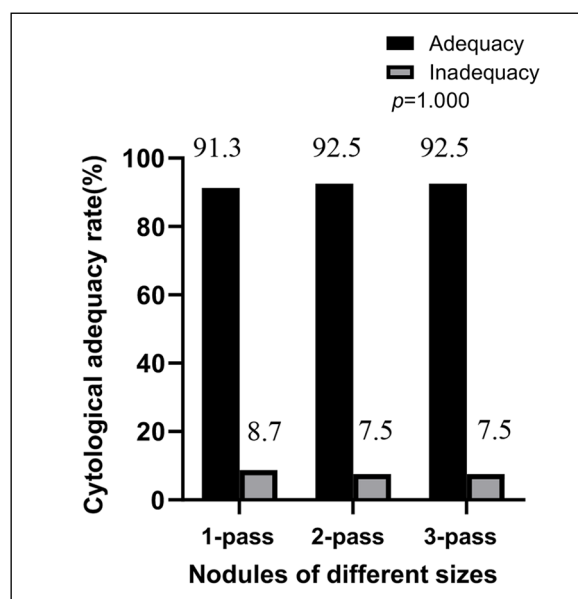 Adequacy
Inadequacy
p=1.000
91.3 92.5 92.5
100
80
60
40
20
0
8.7 7.5 7.5
Cytological adequacy rate(%)
1-pass 2-pass 3-pass
Nodules of different sizes